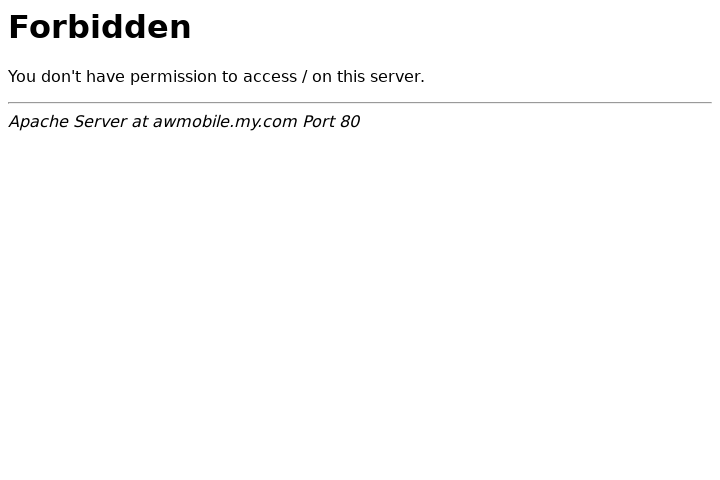 Forbidden
You don't have permission to access / on this server.
Apache Server at awmobile.my.com Port 80